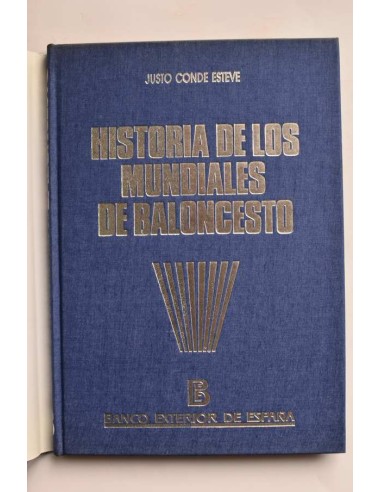 JUSTO CONDE ESTEVE
HISTORIA DE LOS
MUNDIALES
DE BALONCESTO
BANCO EXTERIOR DE ESPAÑA